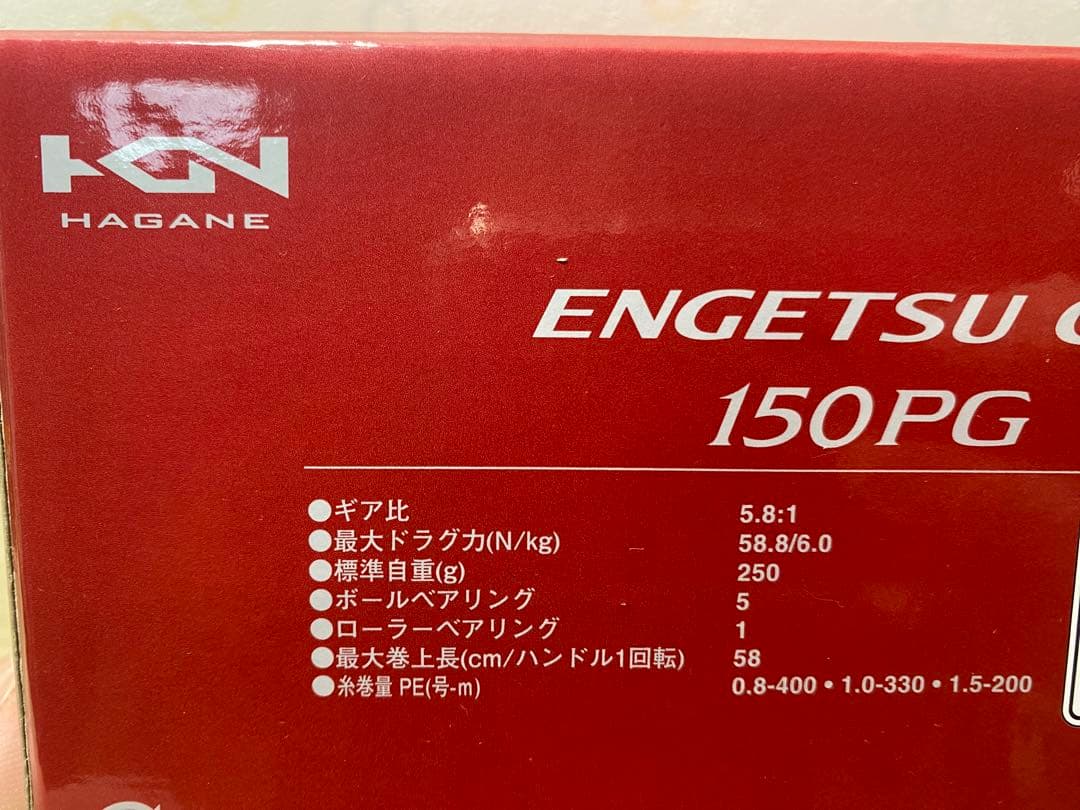 HAGANE
ENGETSU
150PG
●ギア比 5.8:1
●最大ドラグ力(N/kg) 58.8/6.0
●標準自重(g) 250
●ボールベアリング 5
●ローラーベアリング 1
●最大巻上長(cm/ハンドル1回転) 58
●糸巻量 PE(号-m) 0.8-400・1.0-330・1.5-200